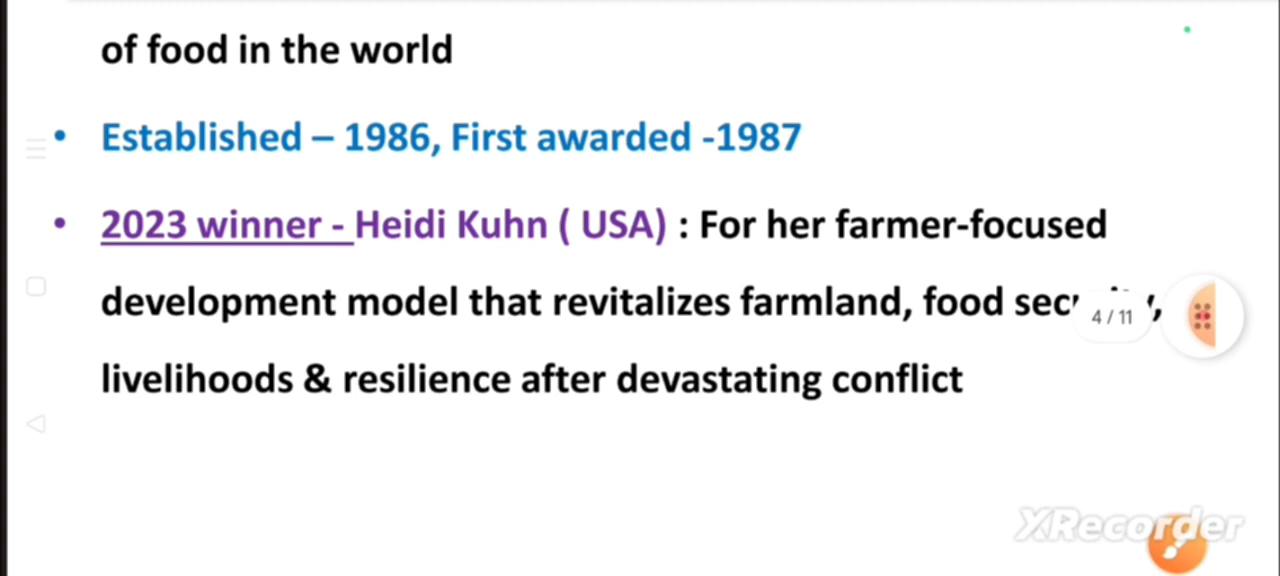 of food in the world
• Established – 1986, First awarded -1987
• 2023 winner - Heidi Kuhn ( USA) : For her farmer-focused
development model that revitalizes farmland, food
4 / 11
livelihoods & resilience after devastating conflict
XRecorder